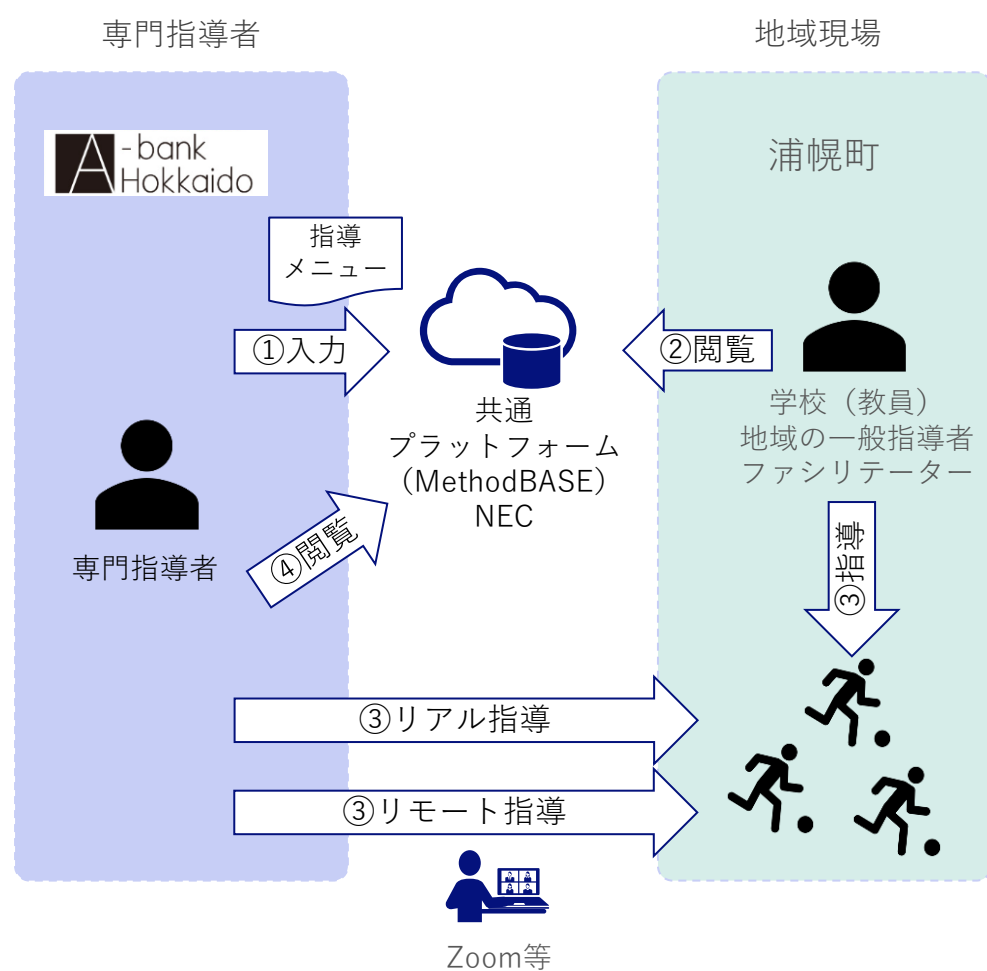 専門指導者
地域現場
A
-bank
Hokkaido
浦幌町
指導
メニュー
①入力
②閲覧
共通
プラットフォーム
（MethodBASE）
NEC
学校（教員）
地域の一般指導者
ファシリテーター
専門指導者
④閲覧
③指導
③リアル指導
③リモート指導
Zoom等